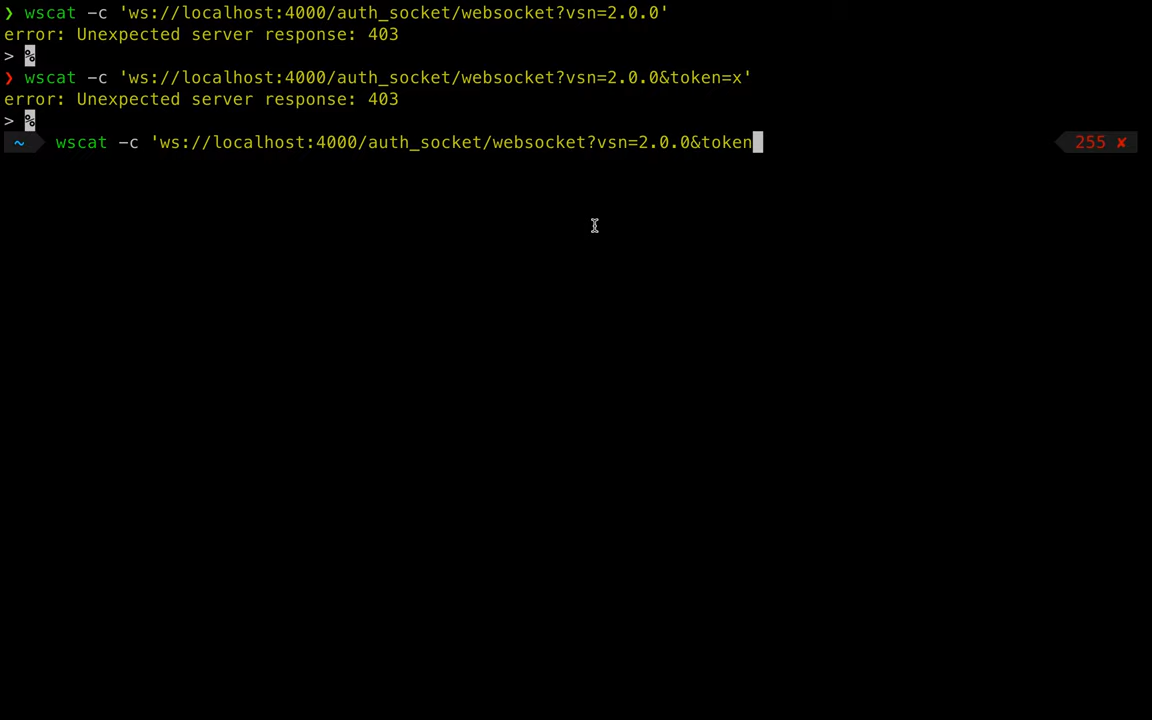 ❯ wscat -c 'ws://localhost:4000/auth_socket/websocket?vsn=2.0.0'
error: Unexpected server response: 403
> %
❯ wscat -c 'ws://localhost:4000/auth_socket/websocket?vsn=2.0.0&token=x'
error: Unexpected server response: 403
> %
~ wscat -c 'ws://localhost:4000/auth_socket/websocket?vsn=2.0.0&token 255 ✘